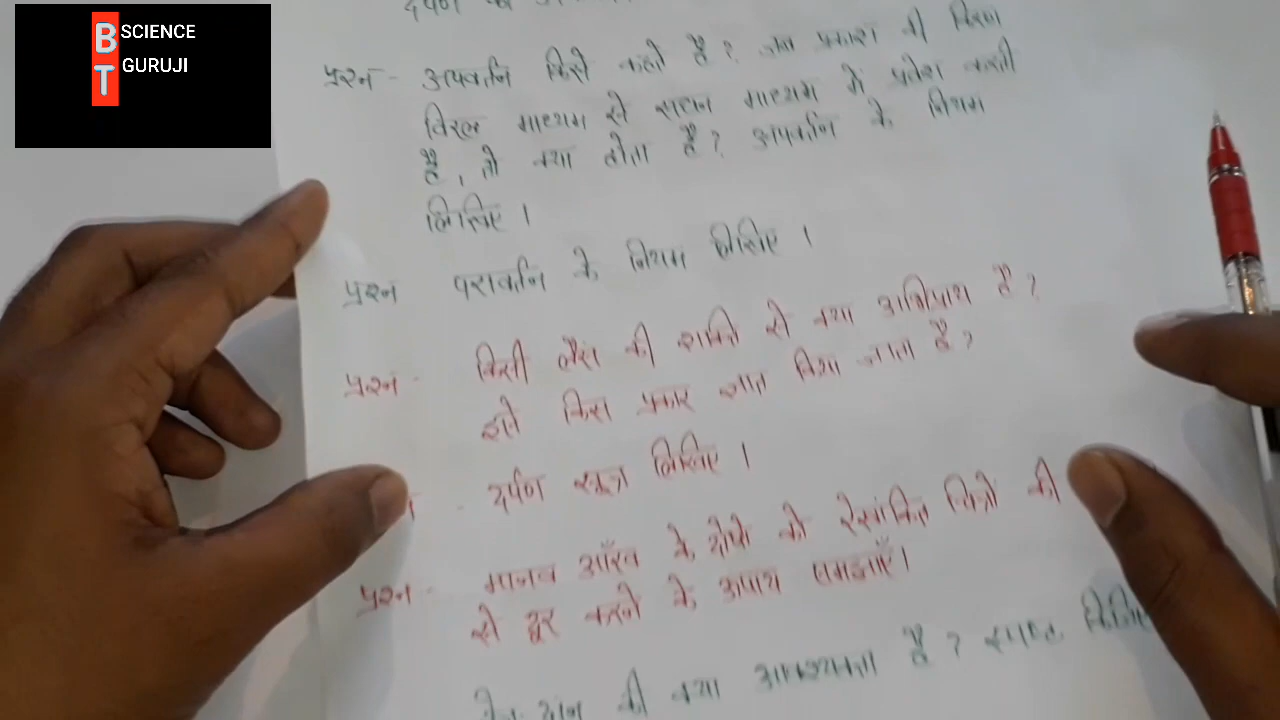 B SCIENCE
T GURUJI
दर्पण का
प्रश्न - अपवर्तन किसे कहते है ? जब प्रकाश की किरण
विरल माध्यम से सघन माध्यम में प्रवेश करती
है, तो क्या होता है ? अपवर्तन के नियम
लिखिए ।
प्रश्न परावर्तन के नियम लिखिए ।
प्रश्न - किसी लैंस की शक्ति से क्या अभिप्राय है ?
इसे किस प्रकार ज्ञात किया जाता है ?
- दर्पण सूत्र लिखिए ।
प्रश्न - मानव आँख के दोषो को रेखांकित चित्रो की
से दूर करने के उपाय समझाएँ।
की क्या आवश्यकता है ? स्पष्ट कीजिए